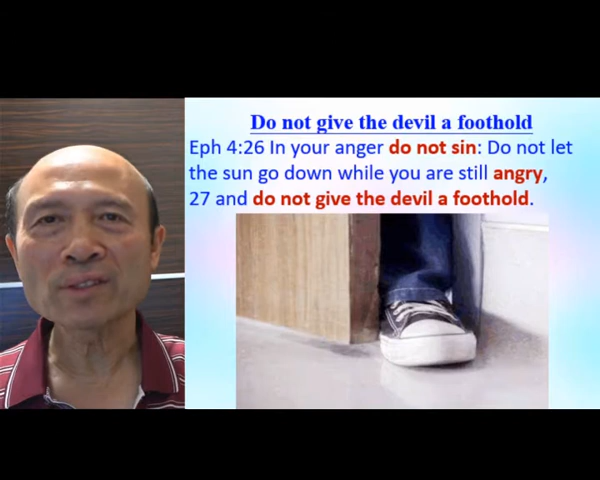 Do not give the devil a foothold
Eph 4:26 In your anger do not sin: Do not let
the sun go down while you are still angry,
27 and do not give the devil a foothold.